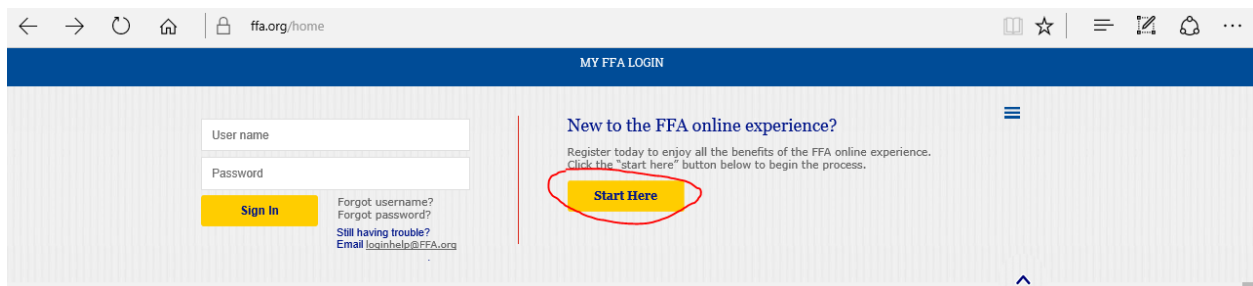 ffa.org/home
MY FFA LOGIN
User name
Password
Sign In
Forgot username?
Forgot password?
Still having trouble?
Email loginhelp@FFA.org
New to the FFA online experience?
Register today to enjoy all the benefits of the FFA online experience.
Click the "start here" button below to begin the process.
Start Here